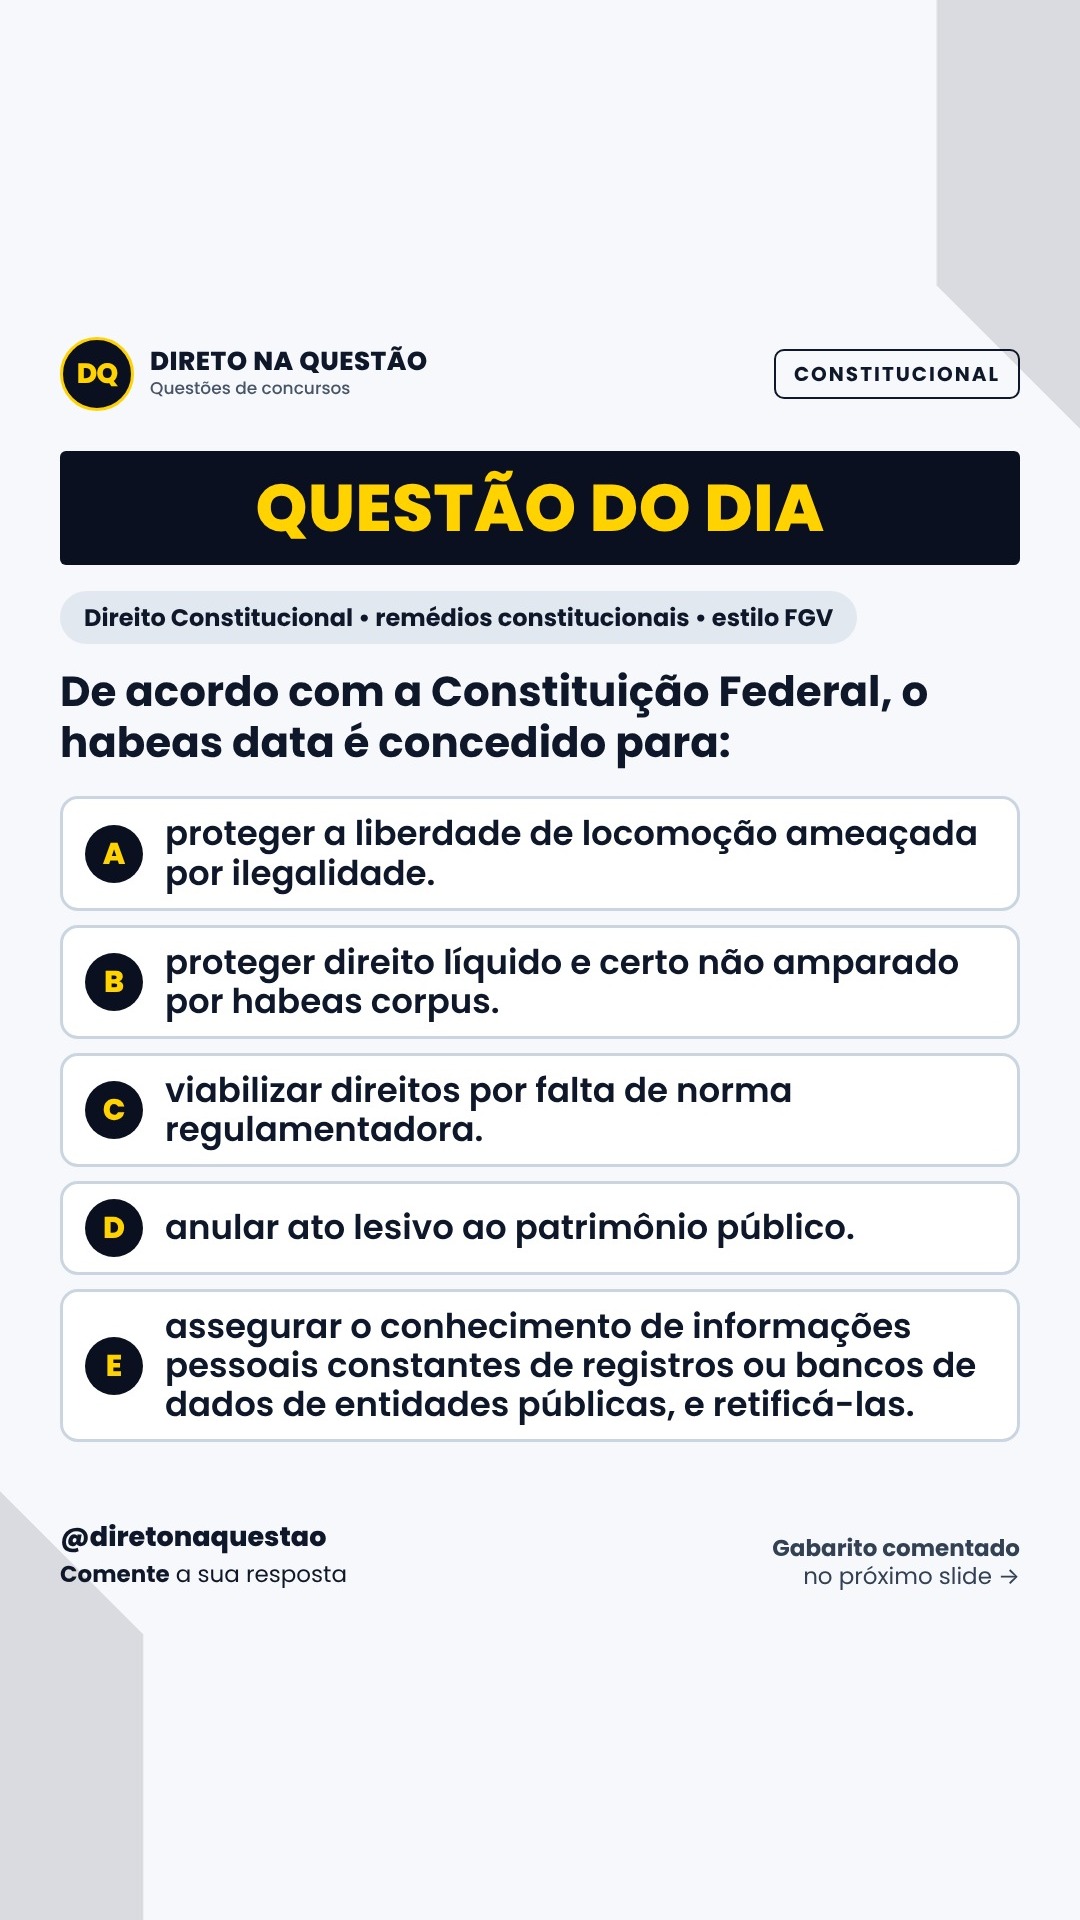 DQ
DIRETO NA QUESTÃO
Questões de concursos
CONSTITUCIONAL
QUESTÃO DO DIA
Direito Constitucional • remédios constitucionais • estilo FGV
De acordo com a Constituição Federal, o
habeas data é concedido para:
A
proteger a liberdade de locomoção ameaçada
por ilegalidade.
B
proteger direito líquido e certo não amparado
por habeas corpus.
C
viabilizar direitos por falta de norma
regulamentadora.
D
anular ato lesivo ao patrimônio público.
E
assegurar o conhecimento de informações
pessoais constantes de registros ou bancos de
dados de entidades públicas, e retificá-las.
@diretonaquestao
Comente a sua resposta
Gabarito comentado
no próximo slide →